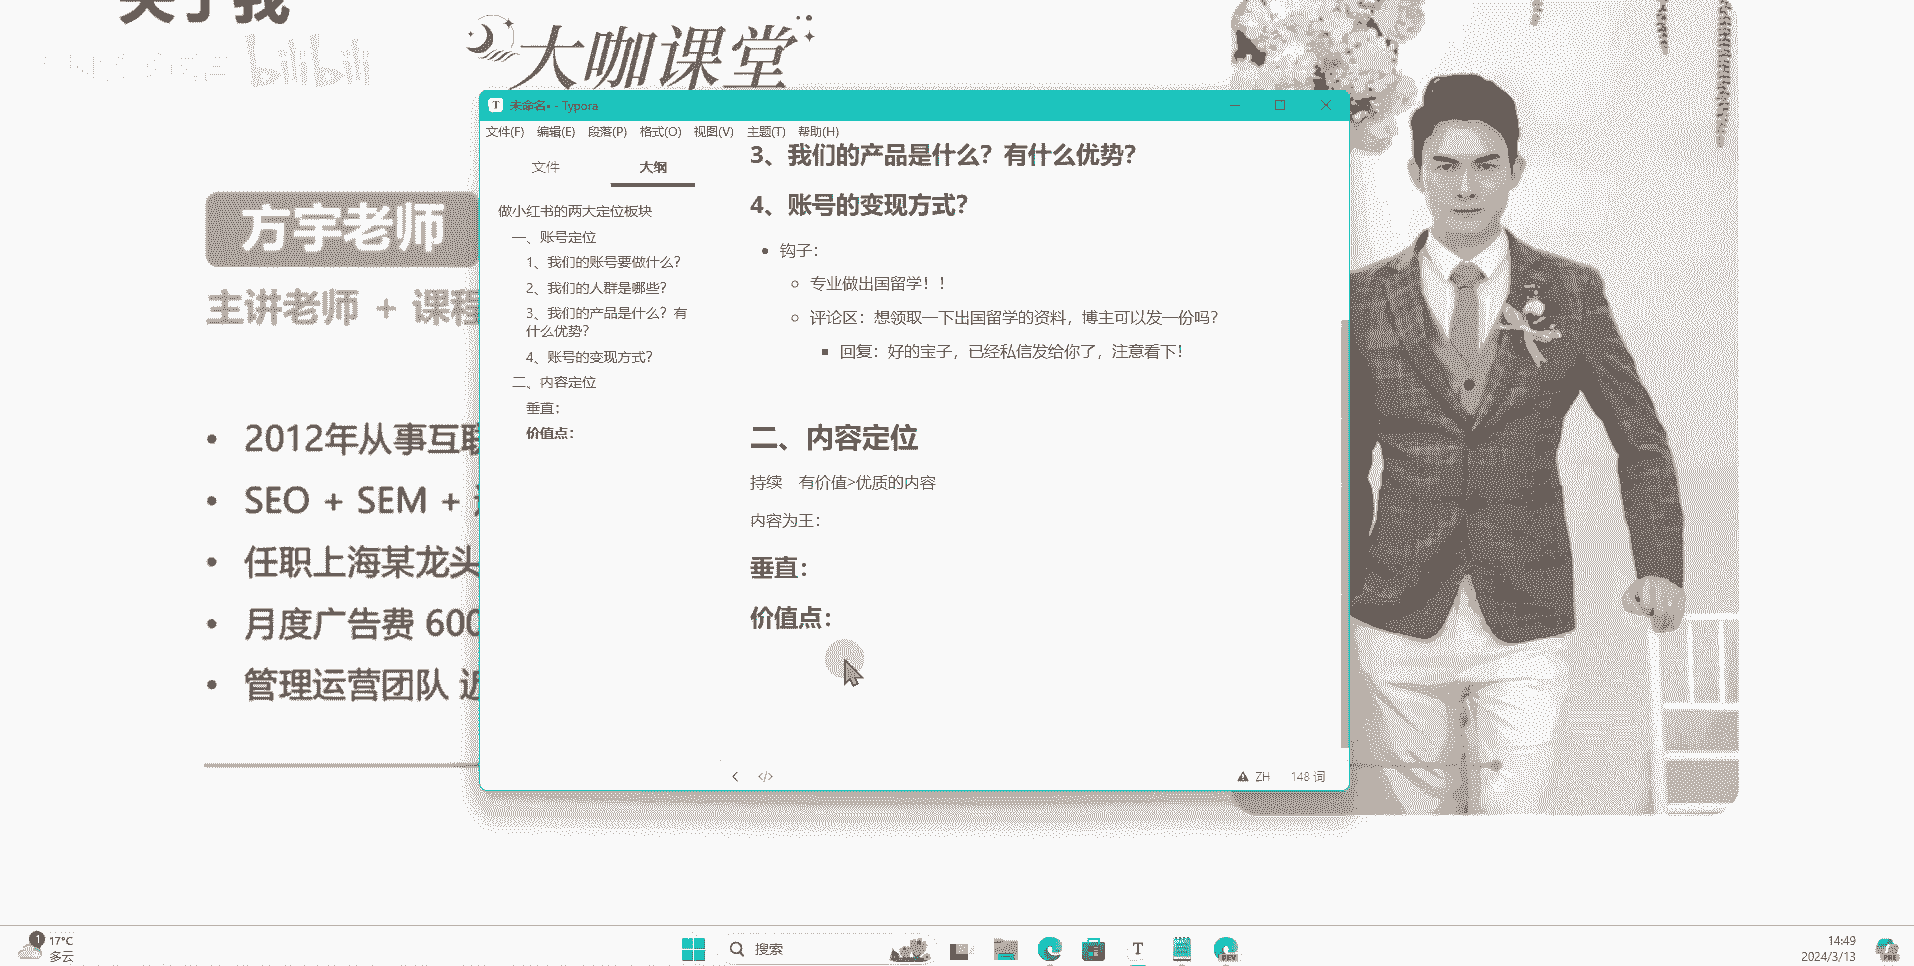 关于我
bilibili
大咖课堂
方宇老师
主讲老师 + 课程
2012年从事互联
SEO + SEM +
任职上海某龙头
月度广告费 600
管理运营团队 近
未命名• - Typora
文件(F) 编辑(E) 段落(P) 格式(O) 视图(V) 主题(T) 帮助(H)
文件 大纲
做小红书的两大定位板块
一、账号定位
1、我们的账号要做什么？
2、我们的人群是哪些？
3、我们的产品是什么？有
什么优势？
4、账号的变现方式？
二、内容定位
垂直：
价值点：
3、我们的产品是什么？有什么优势？
4、账号的变现方式？
钩子：
专业做出国留学！！
评论区：想领取一下出国留学的资料，博主可以发一份吗？
回复：好的宝子，已经私信发给你了，注意看下！
二、内容定位
持续 有价值>优质的内容
内容为王：
垂直：
价值点：
</> ZH 148 词
1 17°C
多云
搜索
T
DEV
14:49
2024/3/13
PRE